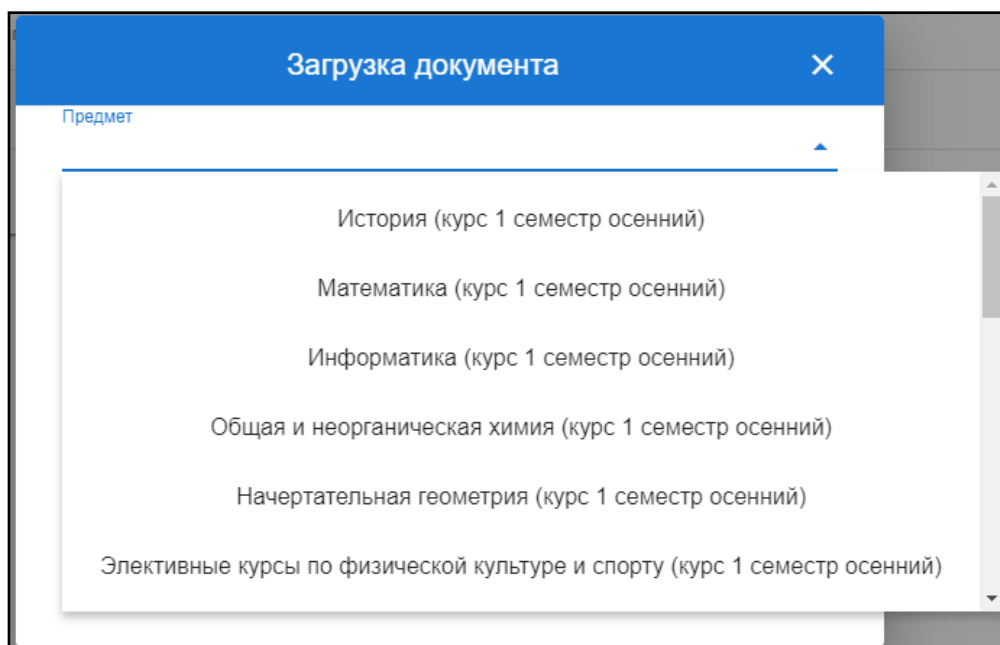 Загрузка документа
Предмет
История (курс 1 семестр осенний)
Математика (курс 1 семестр осенний)
Информатика (курс 1 семестр осенний)
Общая и неорганическая химия (курс 1 семестр осенний)
Начертательная геометрия (курс 1 семестр осенний)
Элективные курсы по физической культуре и спорту (курс 1 семестр осенний)